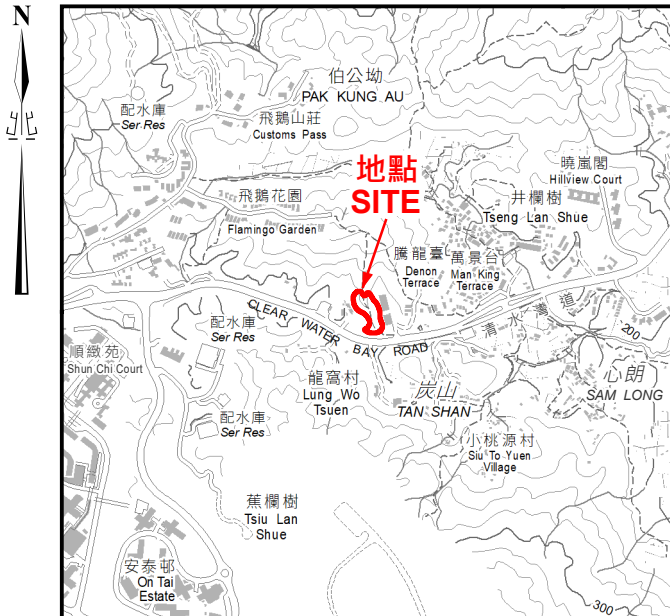 N
伯公坳
PAK KUNG AU
配水庫
Ser Res
飛鵝山莊
Customs Pass
曉嵐閣
Hillview Court
地點
SITE
井欄樹
Tseng Lan Shue
飛鵝花園
Flamingo Garden
騰龍臺
Denon
Terrace
萬景台
Man King
Terrace
CLEAR WATER BAY ROAD
清水灣道
200
配水庫
Ser Res
順緻苑
Shun Chi Court
龍窩村
Lung Wo
Tsuen
炭山
TAN SHAN
心朗
SAM LONG
配水庫
Ser Res
小桃源村
Siu To Yuen
Village
蕉欄樹
Tsiu Lan
Shue
安泰邨
On Tai
Estate
300